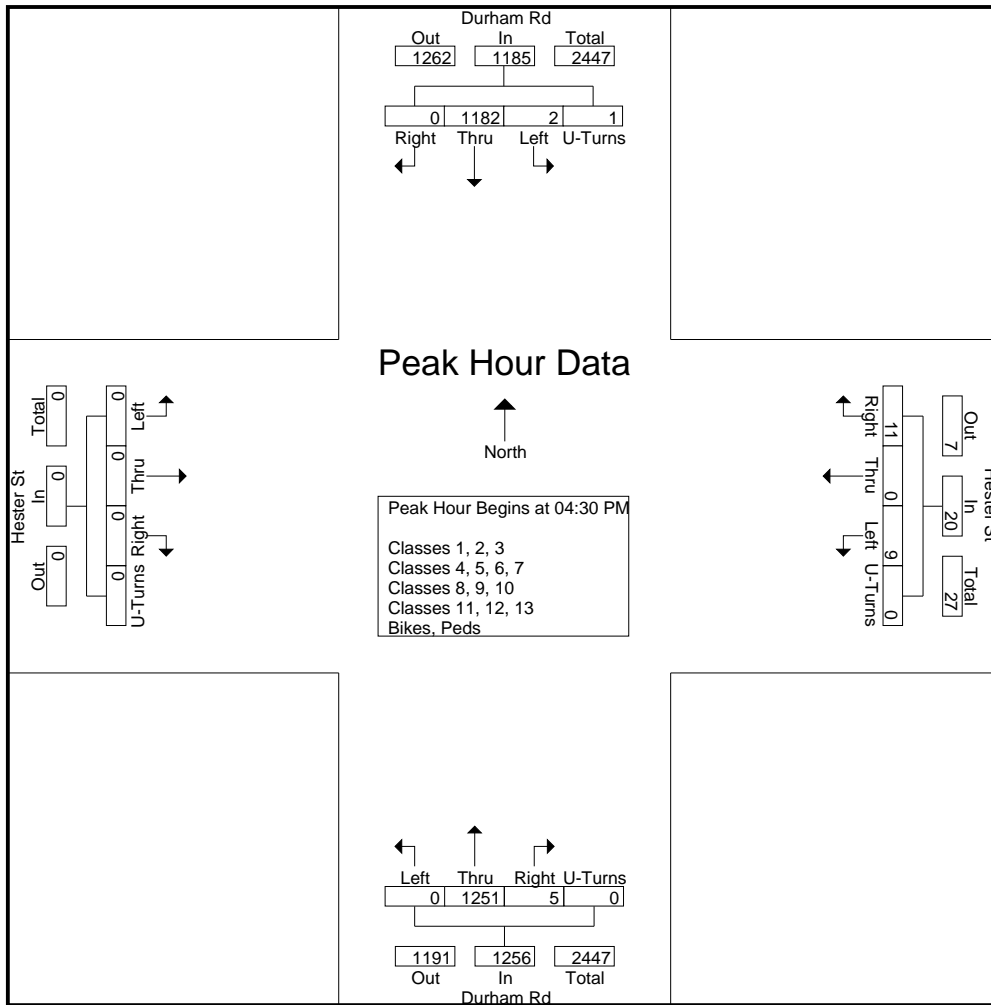 Durham Rd
Out In Total
1262 1185 2447
0 1182 2 1
Right Thru Left U-Turns
Peak Hour Data
North
Peak Hour Begins at 04:30 PM
Classes 1, 2, 3
Classes 4, 5, 6, 7
Classes 8, 9, 10
Classes 11, 12, 13
Bikes, Peds
Hester St
Out In Total
0 0 0
0 0 0 0
U-Turns Right Thru Left
Hester St
Out In Total
7 20 27
11 0 9 0
Right Thru Left U-Turns
Left Thru Right U-Turns
0 1251 5 0
1191 1256 2447
Out In Total
Durham Rd